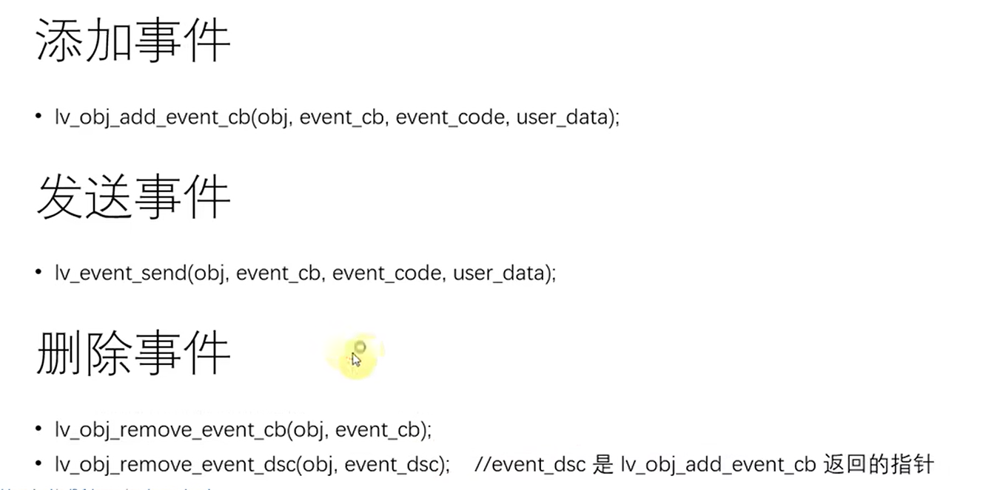 添加事件
• lv_obj_add_event_cb(obj, event_cb, event_code, user_data);
发送事件
• lv_event_send(obj, event_cb, event_code, user_data);
删除事件
• lv_obj_remove_event_cb(obj, event_cb);
• lv_obj_remove_event_dsc(obj, event_dsc); //event_dsc 是 lv_obj_add_event_cb 返回的指针